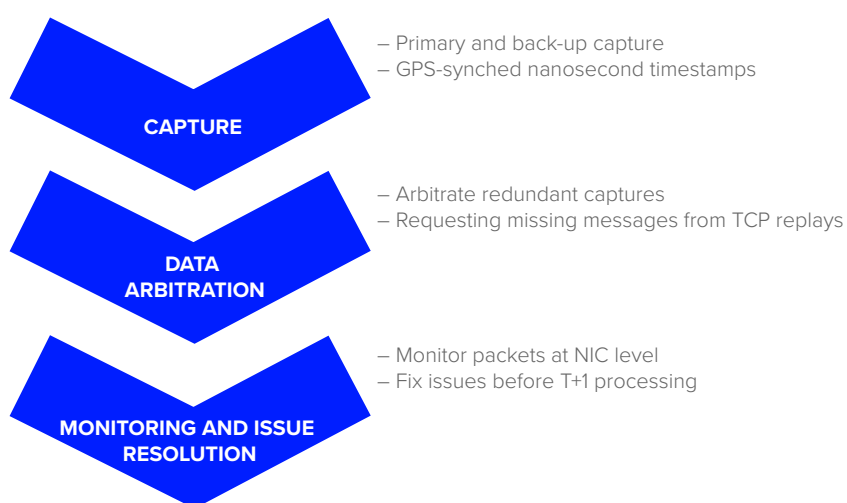 – Primary and back-up capture
– GPS-synched nanosecond timestamps
CAPTURE
– Arbitrate redundant captures
– Requesting missing messages from TCP replays
DATA
ARBITRATION
– Monitor packets at NIC level
– Fix issues before T+1 processing
MONITORING AND ISSUE
RESOLUTION